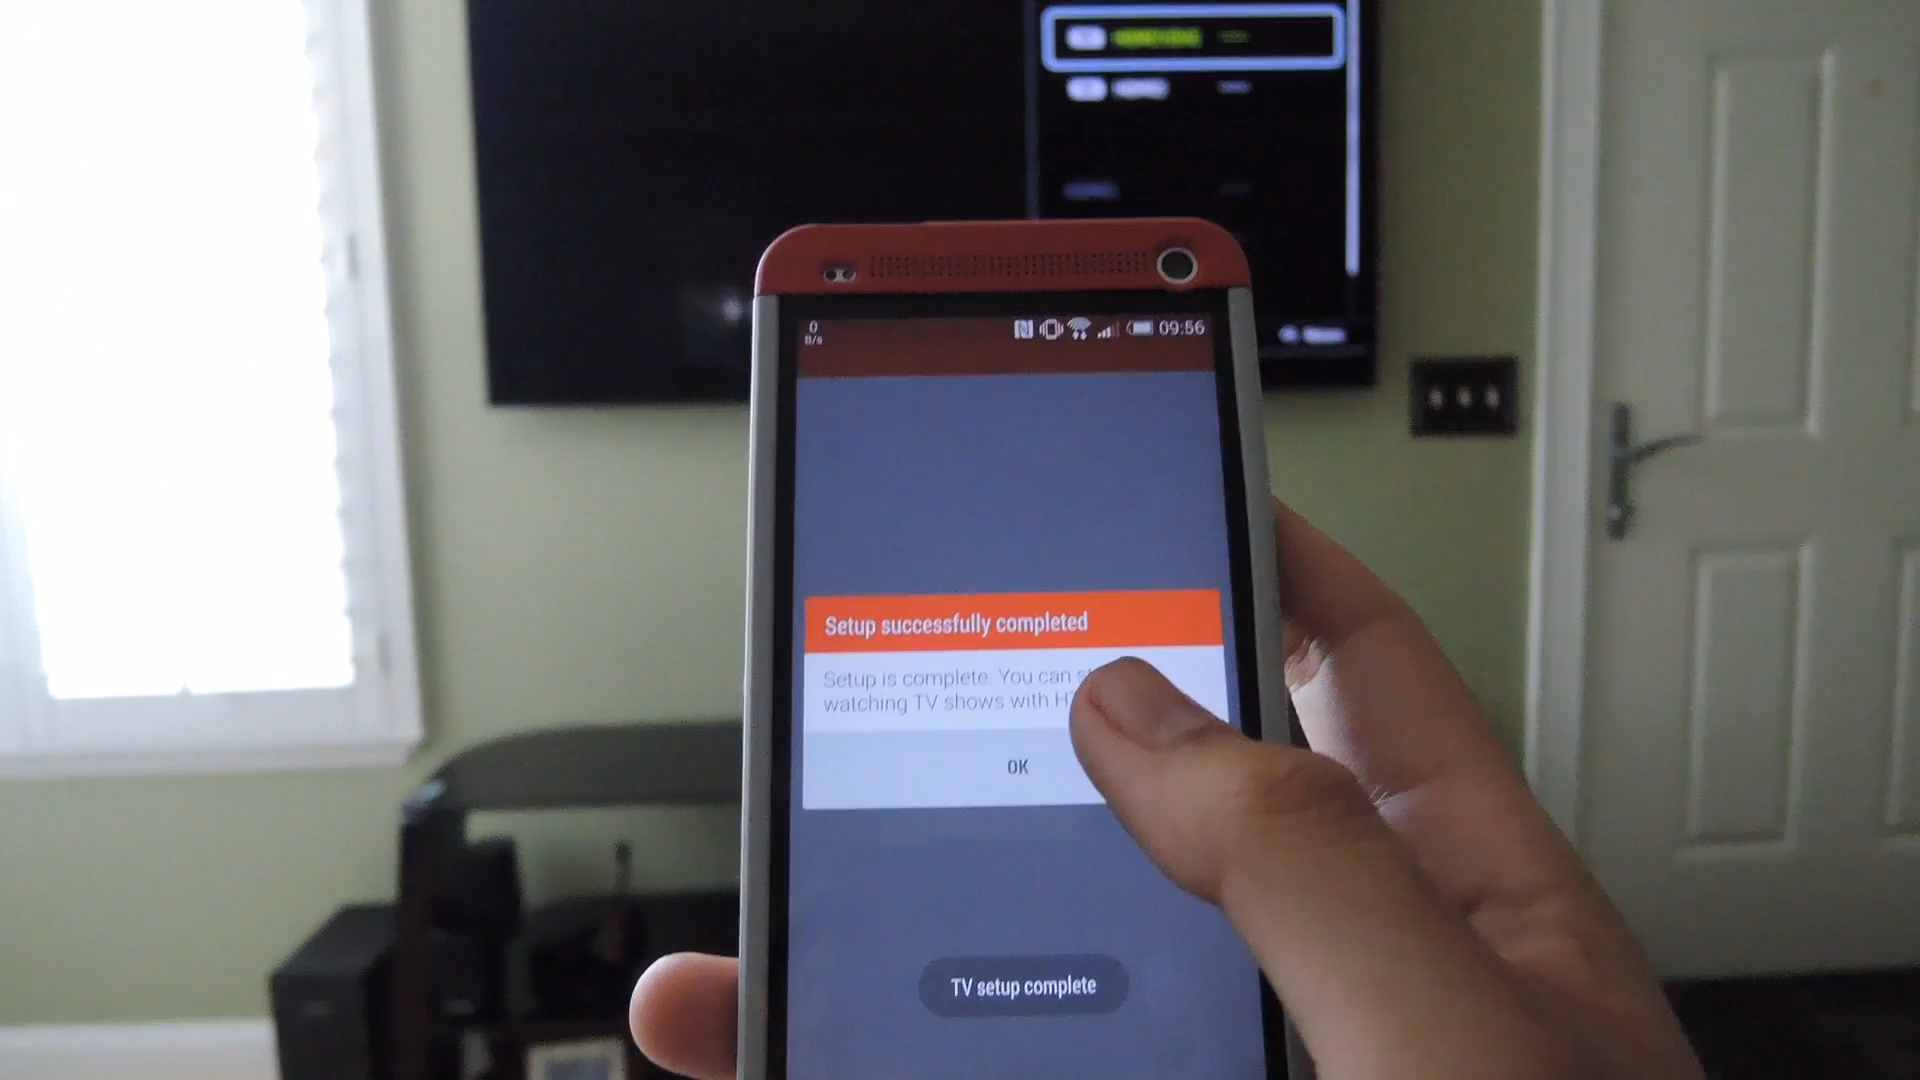 0
B/s
09:56
Setup successfully completed
Setup is complete. You can
watching TV shows with
OK
TV setup complete